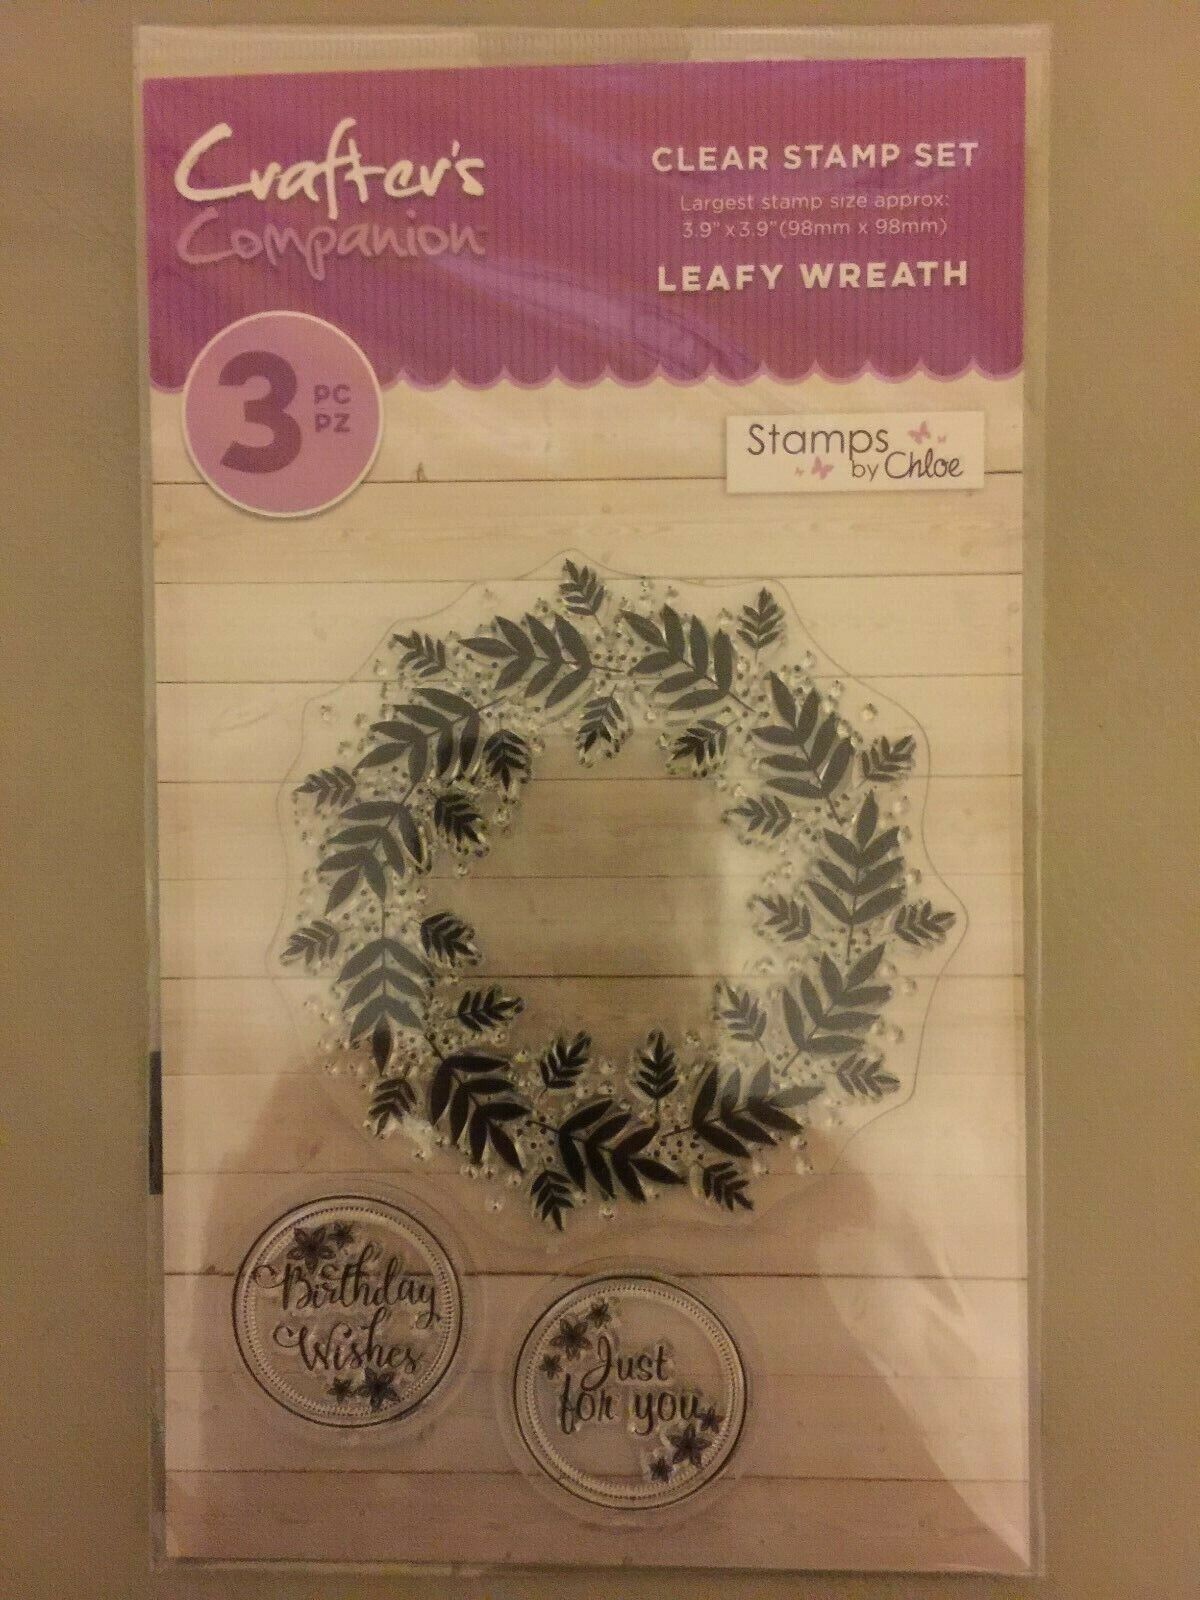 Crafter's
Companion
CLEAR STAMP SET
Largest stamp size approx:
3.9" x 3.9" (98mm x 98mm)
LEAFY WREATH
3 PC
PZ
Stamps
by Chloe
Birthday
Wishes
Just
for you